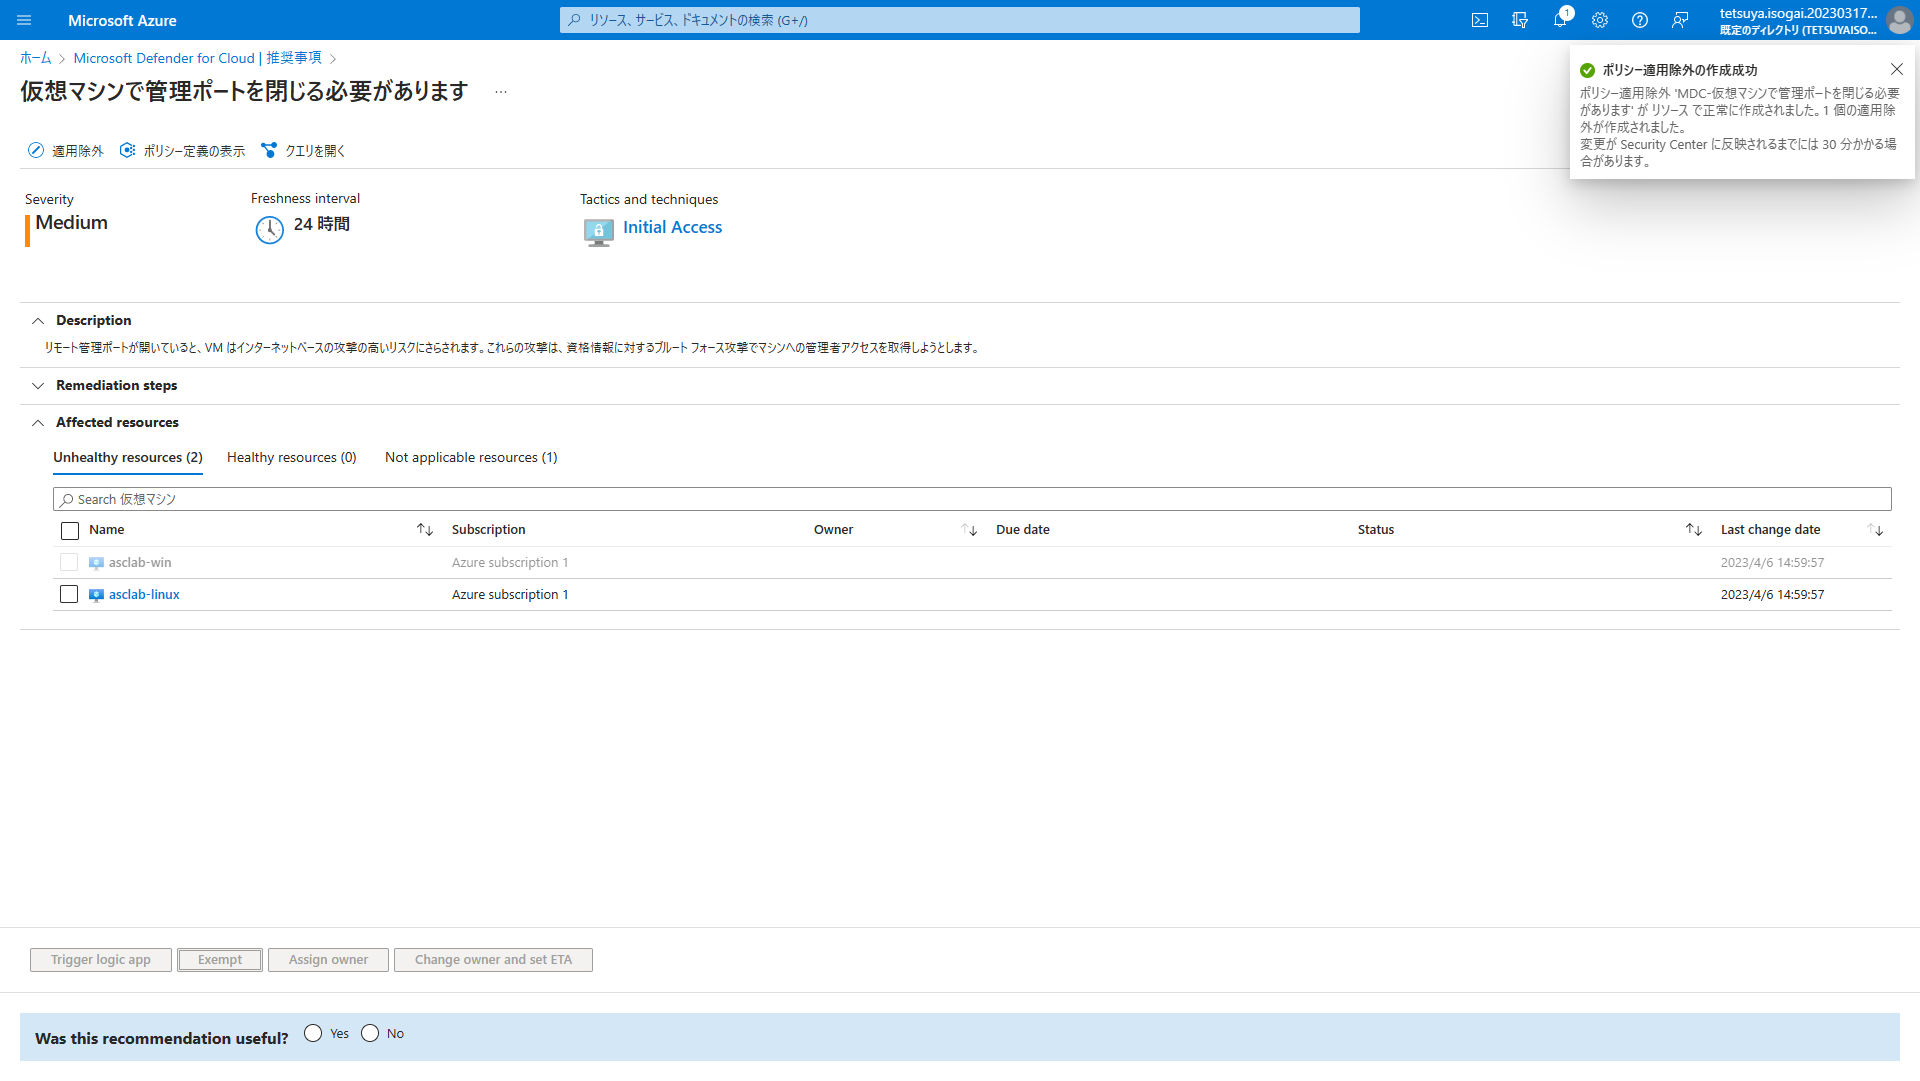 Microsoft Azure
リソース、サービス、ドキュメントの検索 (G+/)
1
tetsuya.isogai.20230317...
既定のディレクトリ (TETSUYAISO...
ホーム > Microsoft Defender for Cloud | 推奨事項 >
仮想マシンで管理ポートを閉じる必要があります ...
ポリシー適用除外の作成成功
ポリシー適用除外 'MDC-仮想マシンで管理ポートを閉じる必要
があります' が リソース で正常に作成されました。1 個の適用除
外が作成されました。
変更が Security Center に反映されるまでには 30 分かかる場
合があります。
適用除外 ポリシー定義の表示 クエリを開く
Severity
Medium
Freshness interval
24 時間
Tactics and techniques
Initial Access
Description
リモート管理ポートが開いていると、VM はインターネットベースの攻撃の高いリスクにさらされます。これらの攻撃は、資格情報に対するブルート フォース攻撃でマシンへの管理者アクセスを取得しようとします。
Remediation steps
Affected resources
Unhealthy resources (2) Healthy resources (0) Not applicable resources (1)
Search 仮想マシン
Name Subscription Owner Due date Status Last change date
asclab-win Azure subscription 1 2023/4/6 14:59:57
asclab-linux Azure subscription 1 2023/4/6 14:59:57
Trigger logic app Exempt Assign owner Change owner and set ETA
Was this recommendation useful? Yes No